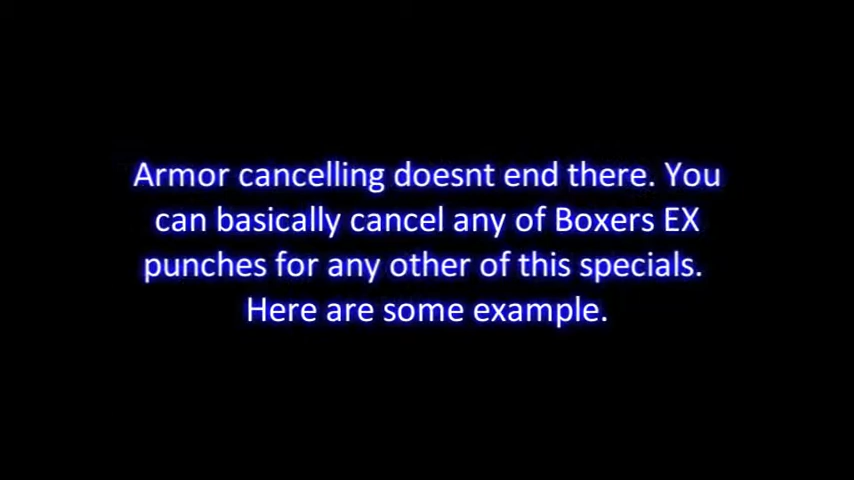 Armor cancelling doesnt end there. You
can basically cancel any of Boxers EX
punches for any other of this specials.
Here are some example.